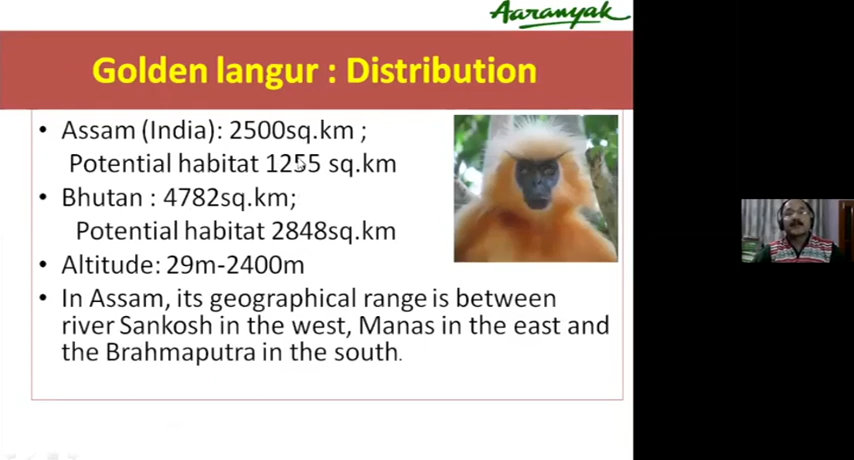 Aaranyak
Golden langur : Distribution
• Assam (India): 2500sq.km ;
Potential habitat 1255 sq.km
• Bhutan : 4782sq.km;
Potential habitat 2848sq.km
• Altitude: 29m-2400m
• In Assam, its geographical range is between
river Sankosh in the west, Manas in the east and
the Brahmaputra in the south.